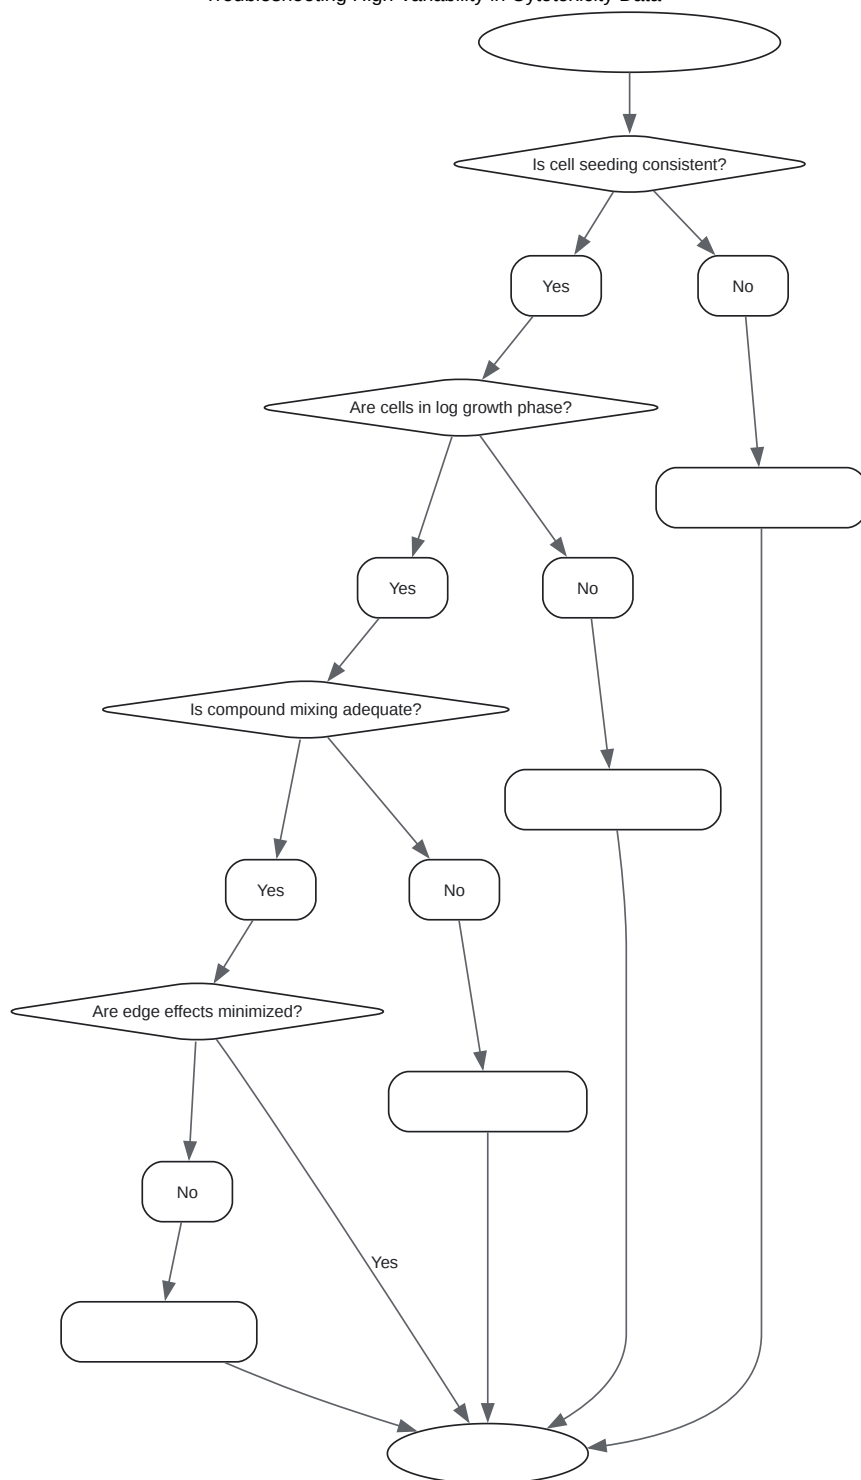 Troubleshooting High Variability in Cytotoxicity Data
Is cell seeding consistent?
Yes
No
Are cells in log growth phase?
Yes
No
Is compound mixing adequate?
Yes
No
Are edge effects minimized?
No
Yes